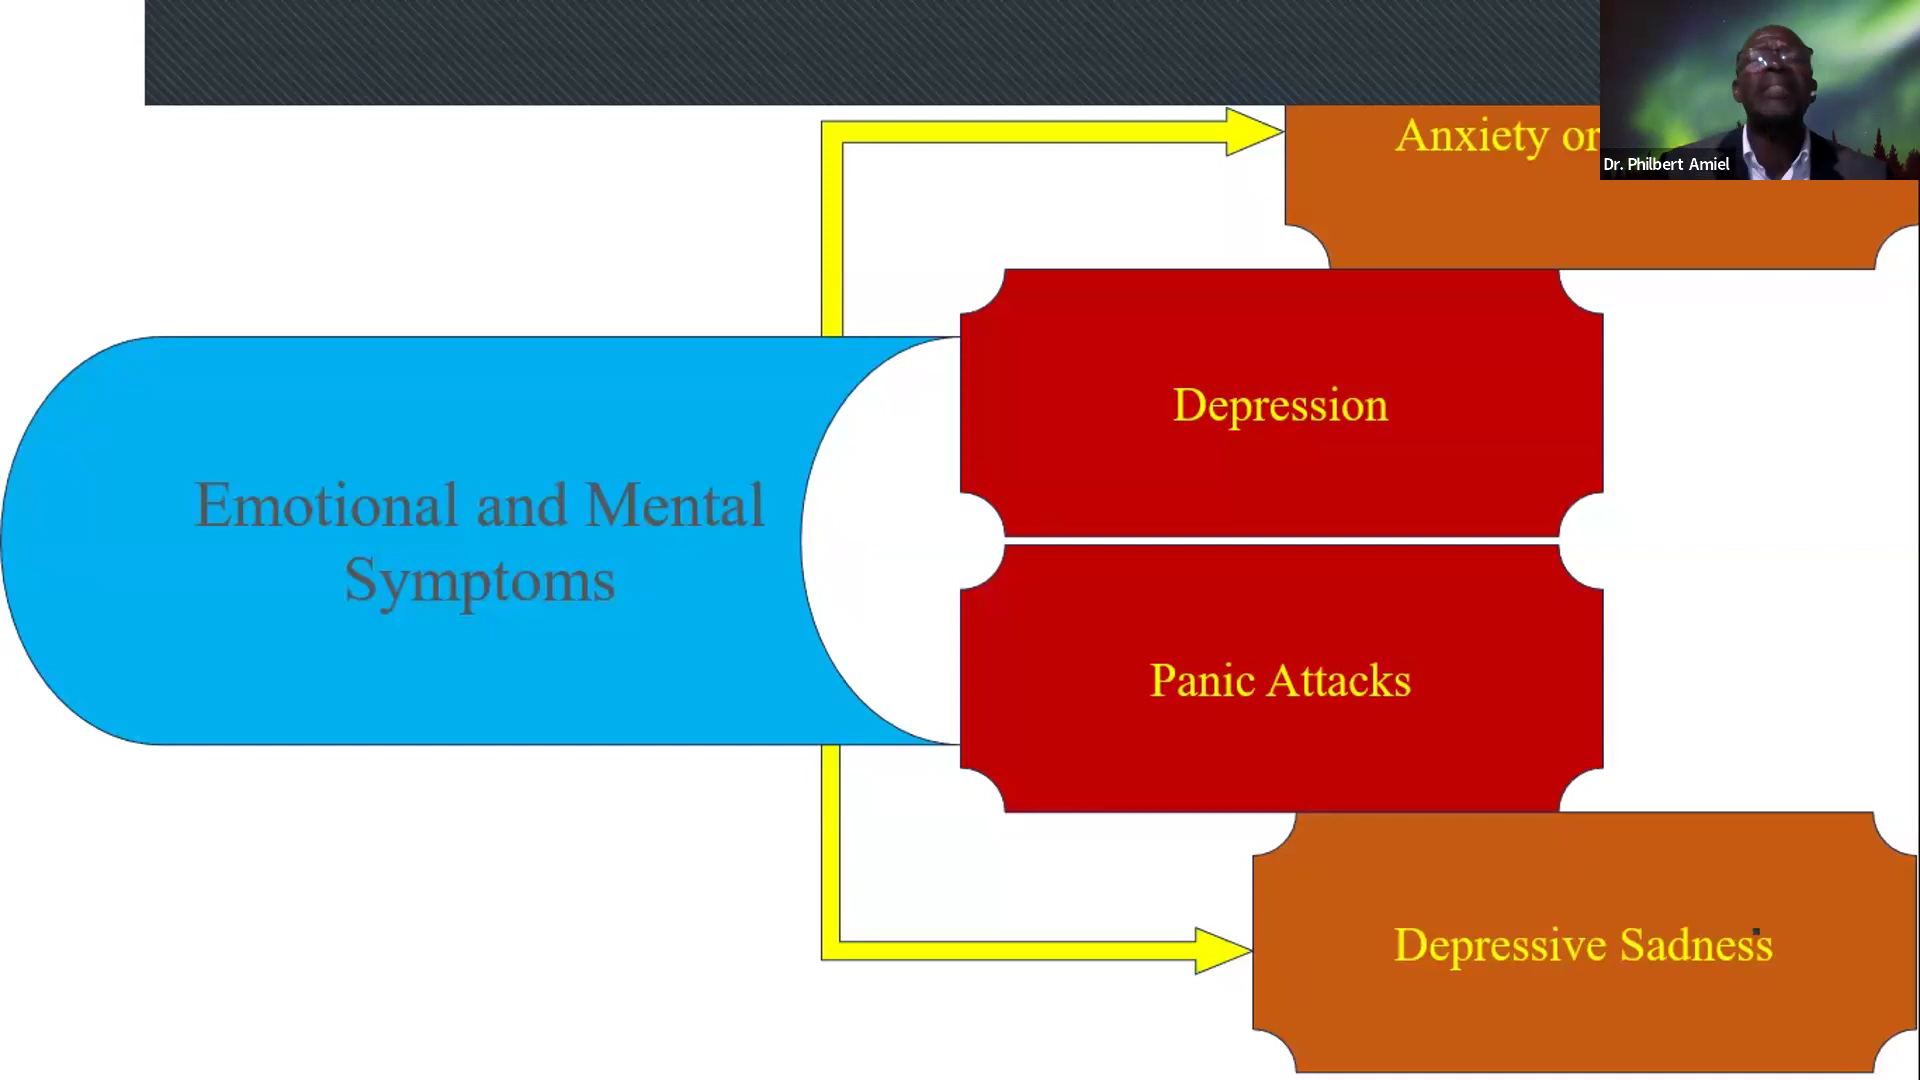 Anxiety or
Dr. Philbert Amiel
Depression
Emotional and Mental
Symptoms
Panic Attacks
Depressive Sadness